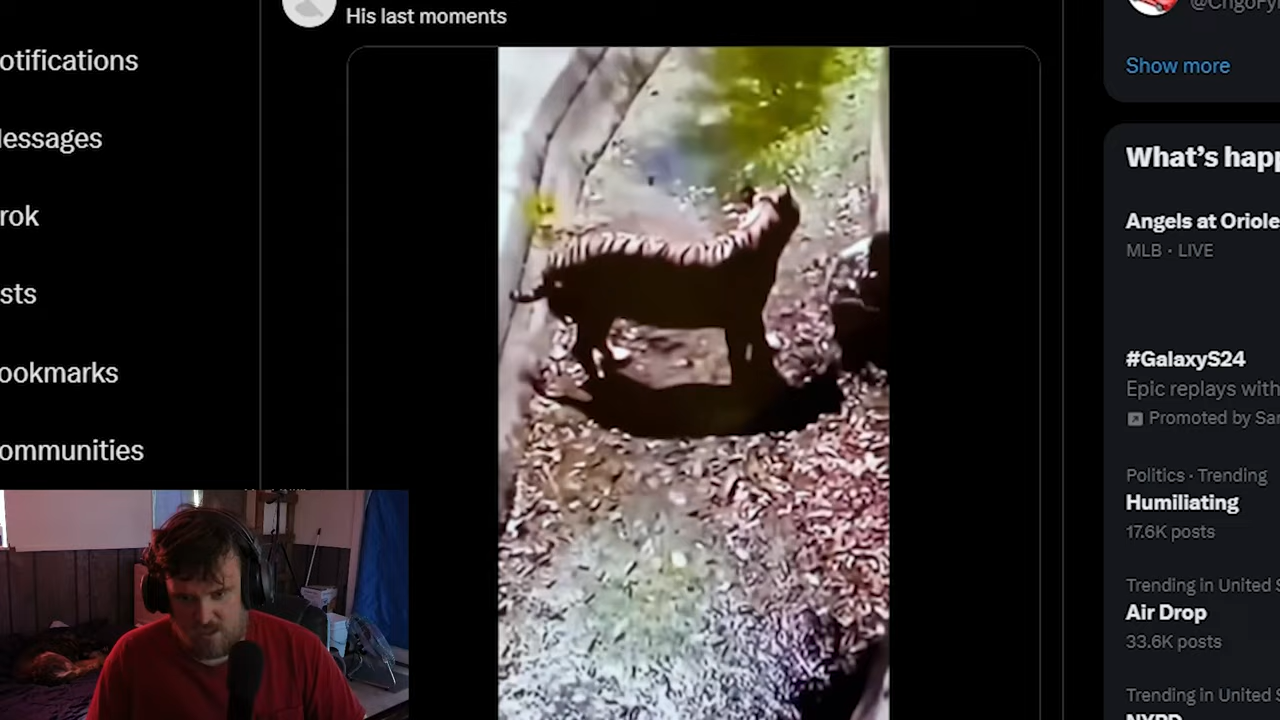 otifications
essages
rok
sts
ookmarks
ommunities
His last moments
Show more
What's happ
Angels at Oriole
MLB · LIVE
#GalaxyS24
Epic replays with
Promoted by Sa
Politics · Trending
Humiliating
17.6K posts
Trending in United S
Air Drop
33.6K posts
Trending in United S